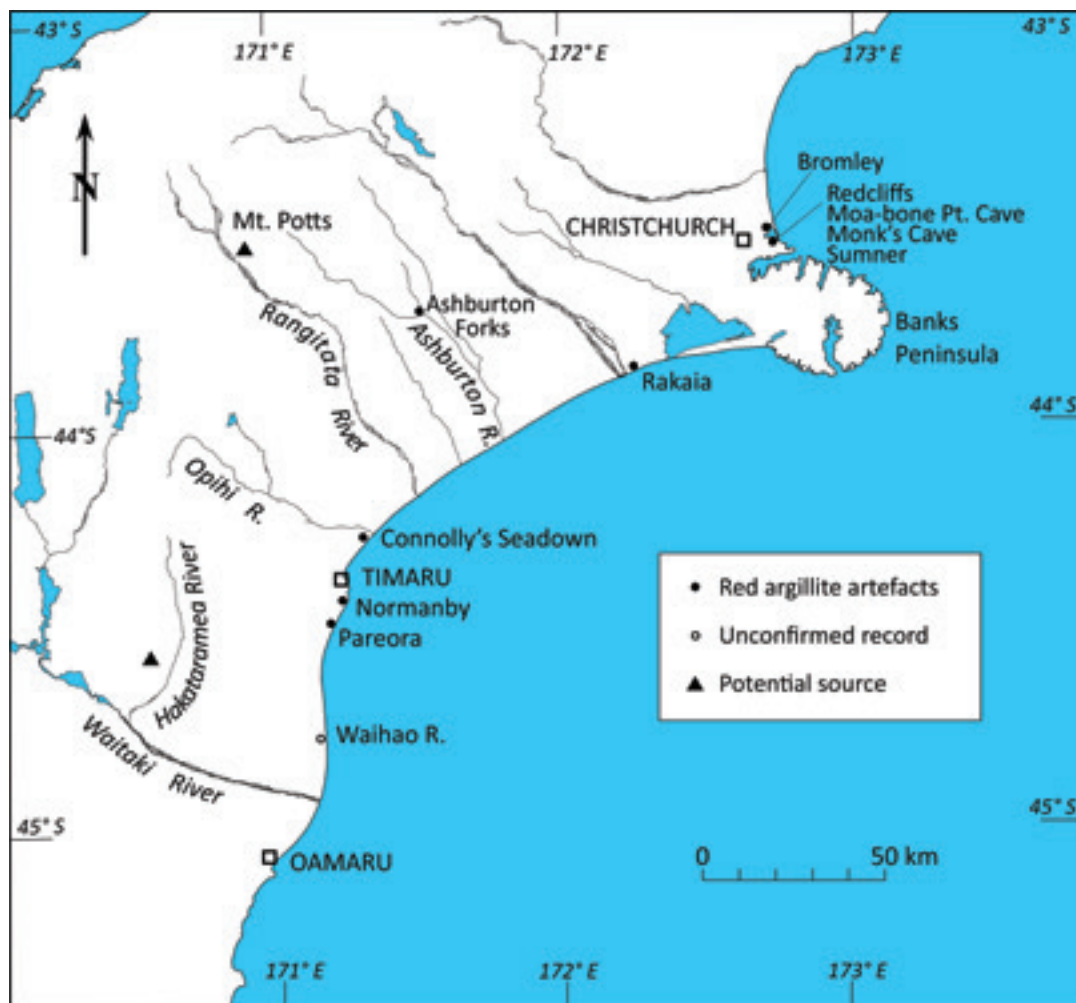 43° S
171° E
172° E
173° E
43° S
N
Mt. Potts
CHRISTCHURCH
Bromley
Redcliffs
Moa-bone Pt. Cave
Monk's Cave
Sumner
Banks
Peninsula
Ashburton
Forks
Ashburton R.
Rangitata River
Rakaia
44° S
44°S
Opihi R.
Connolly's Seadown
TIMARU
Normanby
Pareora
Hakataramea River
Waihao R.
Waitaki River
Red argillite artefacts
Unconfirmed record
Potential source
45° S
45° S
OAMARU
0 50 km
171° E
172° E
173° E